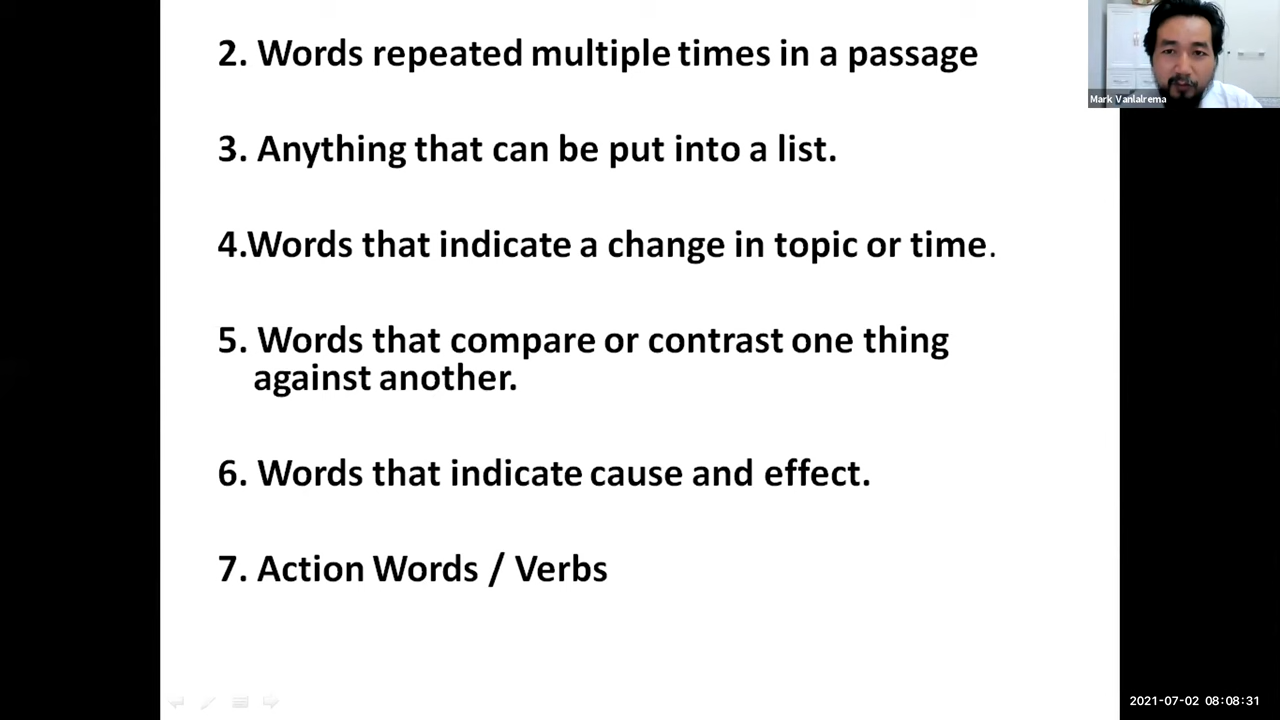 2. Words repeated multiple times in a passage
Mark Vanlalrema
3. Anything that can be put into a list.
4.Words that indicate a change in topic or time.
5. Words that compare or contrast one thing
against another.
6. Words that indicate cause and effect.
7. Action Words / Verbs
2021-07-02 08:08:31